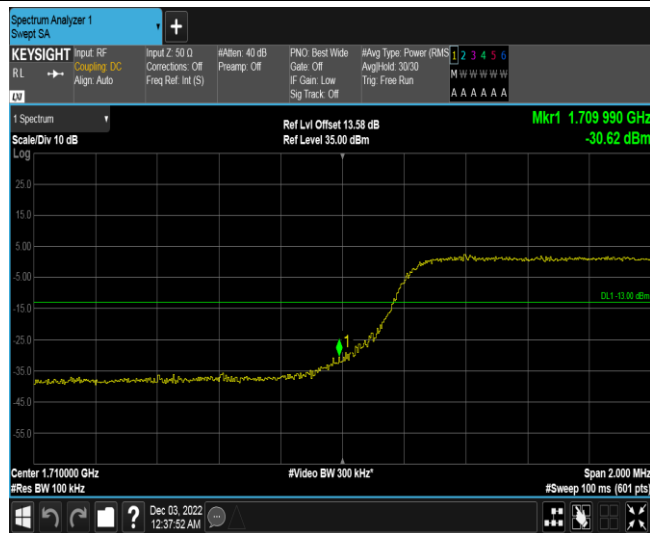 Spectrum Analyzer 1
Swept SA
+
KEYSIGHT
RL
LXI
Input: RF
Coupling: DC
Align: Auto
Input Z: 50 Ω
Corrections: Off
Freq Ref: Int (S)
#Atten: 40 dB
Preamp: Off
PNO: Best Wide
Gate: Off
IF Gain: Low
Sig Track: Off
#Avg Type: Power (RMS
Avg|Hold: 30/30
Trig: Free Run
1 2 3 4 5 6
M W W W W W
A A A A A A
1 Spectrum
Scale/Div 10 dB
Log
Ref Lvl Offset 13.58 dB
Ref Level 35.00 dBm
Mkr1 1.709 990 GHz
-30.62 dBm
25.0
15.0
5.00
-5.00
DL1 -13.00 dBm
-15.0
-25.0
1
-35.0
-45.0
-55.0
Center 1.710000 GHz
#Res BW 100 kHz
#Video BW 300 kHz*
Span 2.000 MHz
#Sweep 100 ms (601 pts)
?
Dec 03, 2022
12:37:52 AM